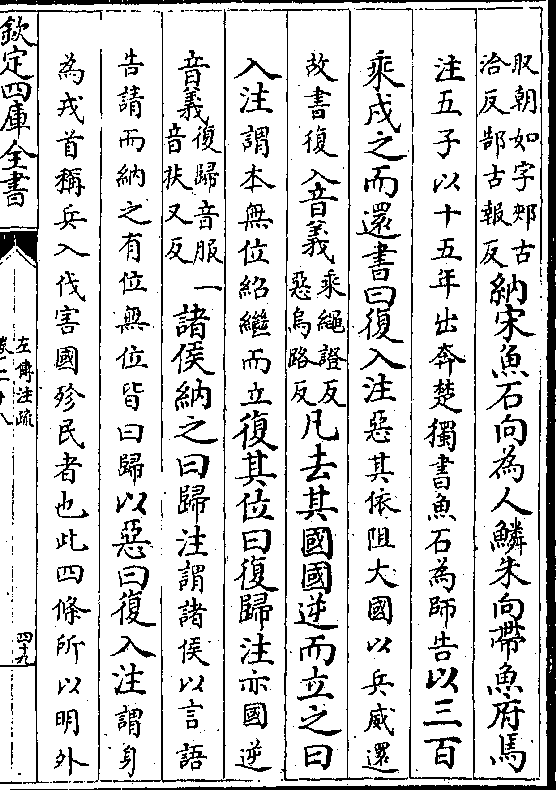 取朝如字郟古
洽反郜古報反
納宋魚石向為人鱗朱向帶魚府焉
注五子以十五年出奔楚獨書魚石為帥告以三百
乘戍之而還書曰復入注惡其依阻大國以兵威還
故書復入音義
乘繩證反
惡烏路反
凡去其國國逆而立之曰
入注謂本無位紹繼而立復其位曰復歸注亦國逆
音義
復歸音服一
音扶又反
諸侯納之曰歸注謂諸侯以言語
告請而納之有位無位皆曰歸以惡曰復入注謂身
為戎首稱兵入伐害國殄民者也此四條所以明外
欽定四庫全書
左傳注疏
卷二十八
四十九